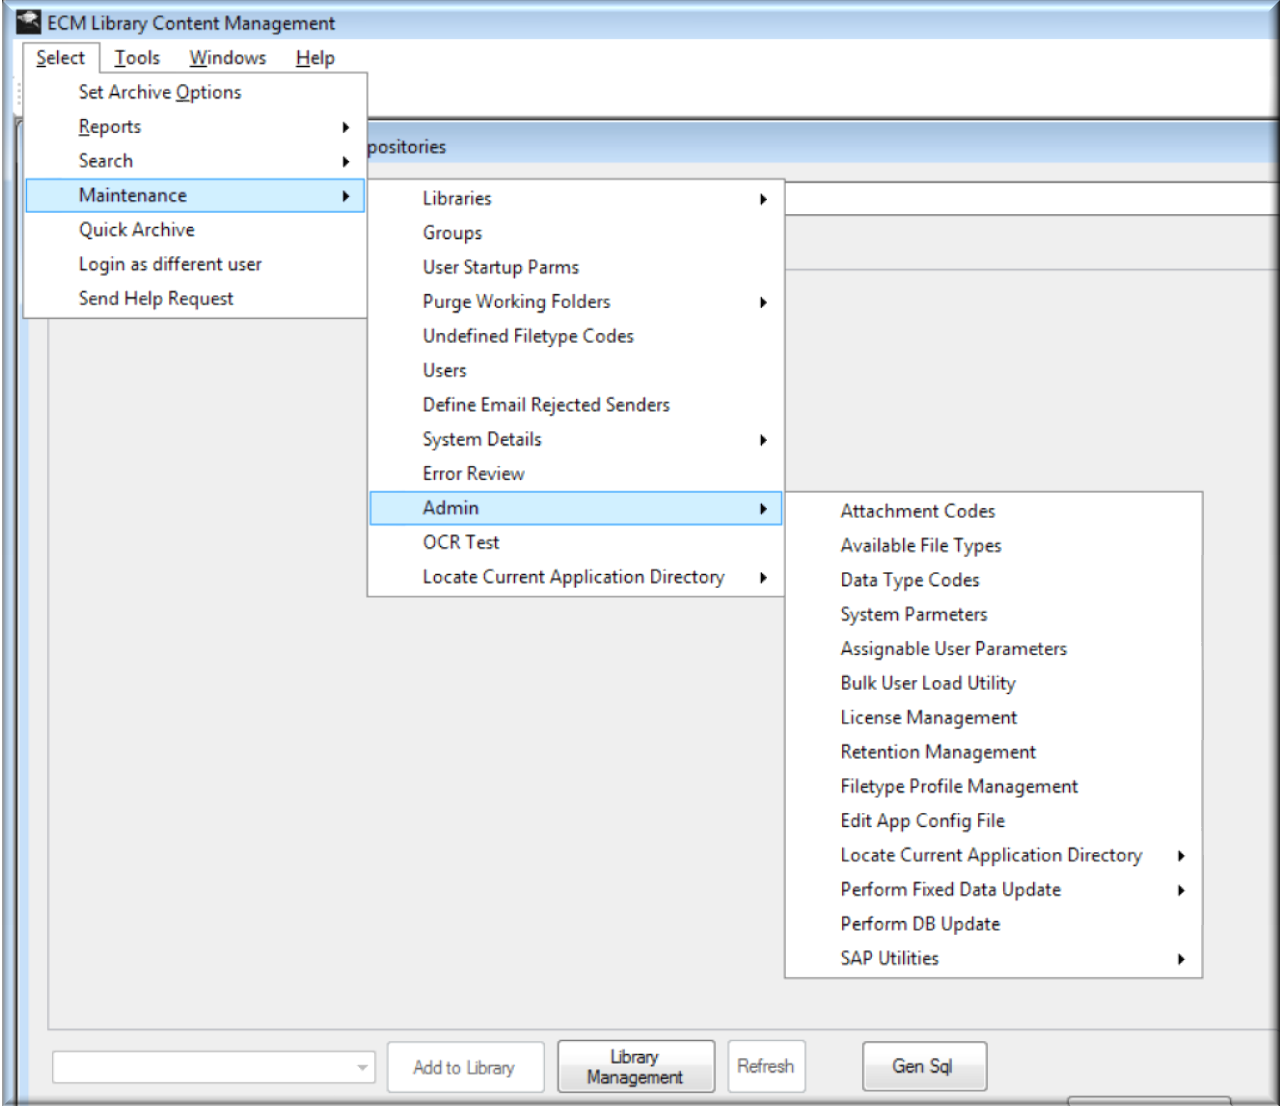 ECM Library Content Management
Select Tools Windows Help
Set Archive Options
Reports
Search
Maintenance
Quick Archive
Login as different user
Send Help Request
positories
Libraries
Groups
User Startup Parms
Purge Working Folders
Undefined Filetype Codes
Users
Define Email Rejected Senders
System Details
Error Review
Admin
OCR Test
Locate Current Application Directory
Attachment Codes
Available File Types
Data Type Codes
System Parmeters
Assignable User Parameters
Bulk User Load Utility
License Management
Retention Management
Filetype Profile Management
Edit App Config File
Locate Current Application Directory
Perform Fixed Data Update
Perform DB Update
SAP Utilities
Add to Library
Library
Management
Refresh
Gen Sql